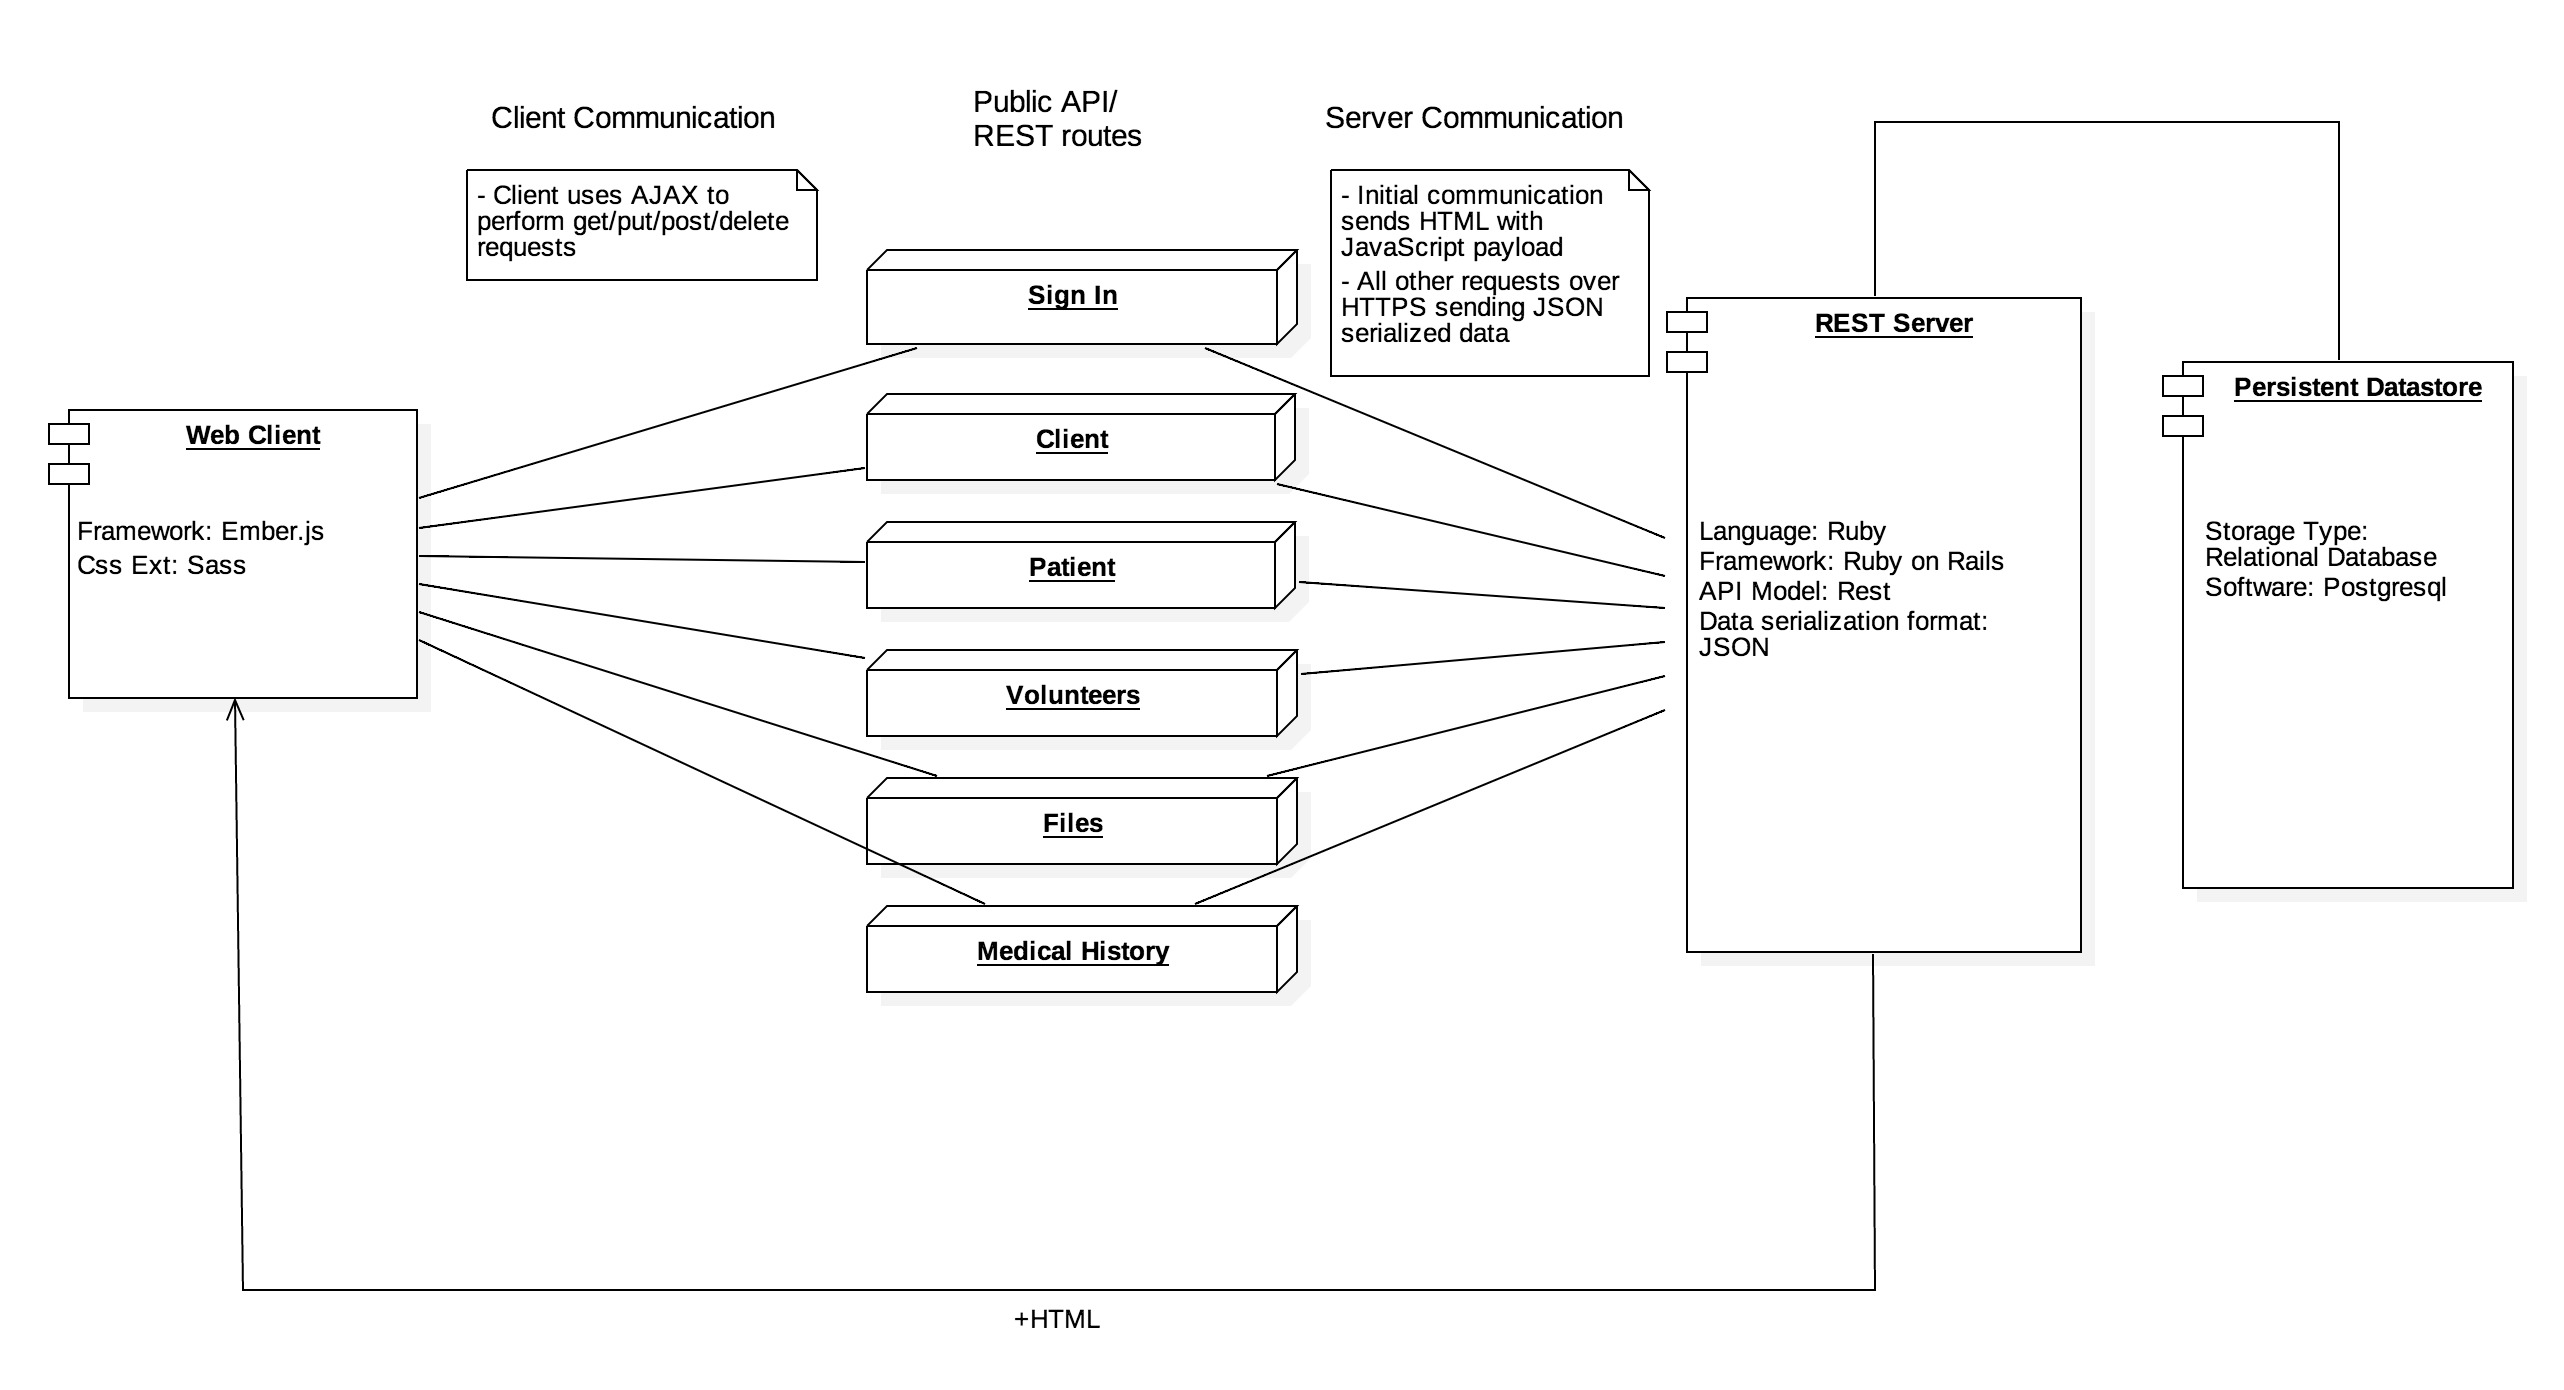 Client Communication
Public API/
REST routes
Server Communication
- Client uses AJAX to
perform get/put/post/delete
requests
- Initial communication
sends HTML with
JavaScript payload
- All other requests over
HTTPS sending JSON
serialized data
Sign In
Client
Patient
Volunteers
Files
Medical History
Web Client
Framework: Ember.js
Css Ext: Sass
REST Server
Language: Ruby
Framework: Ruby on Rails
API Model: Rest
Data serialization format:
JSON
Persistent Datastore
Storage Type:
Relational Database
Software: Postgresql
+HTML